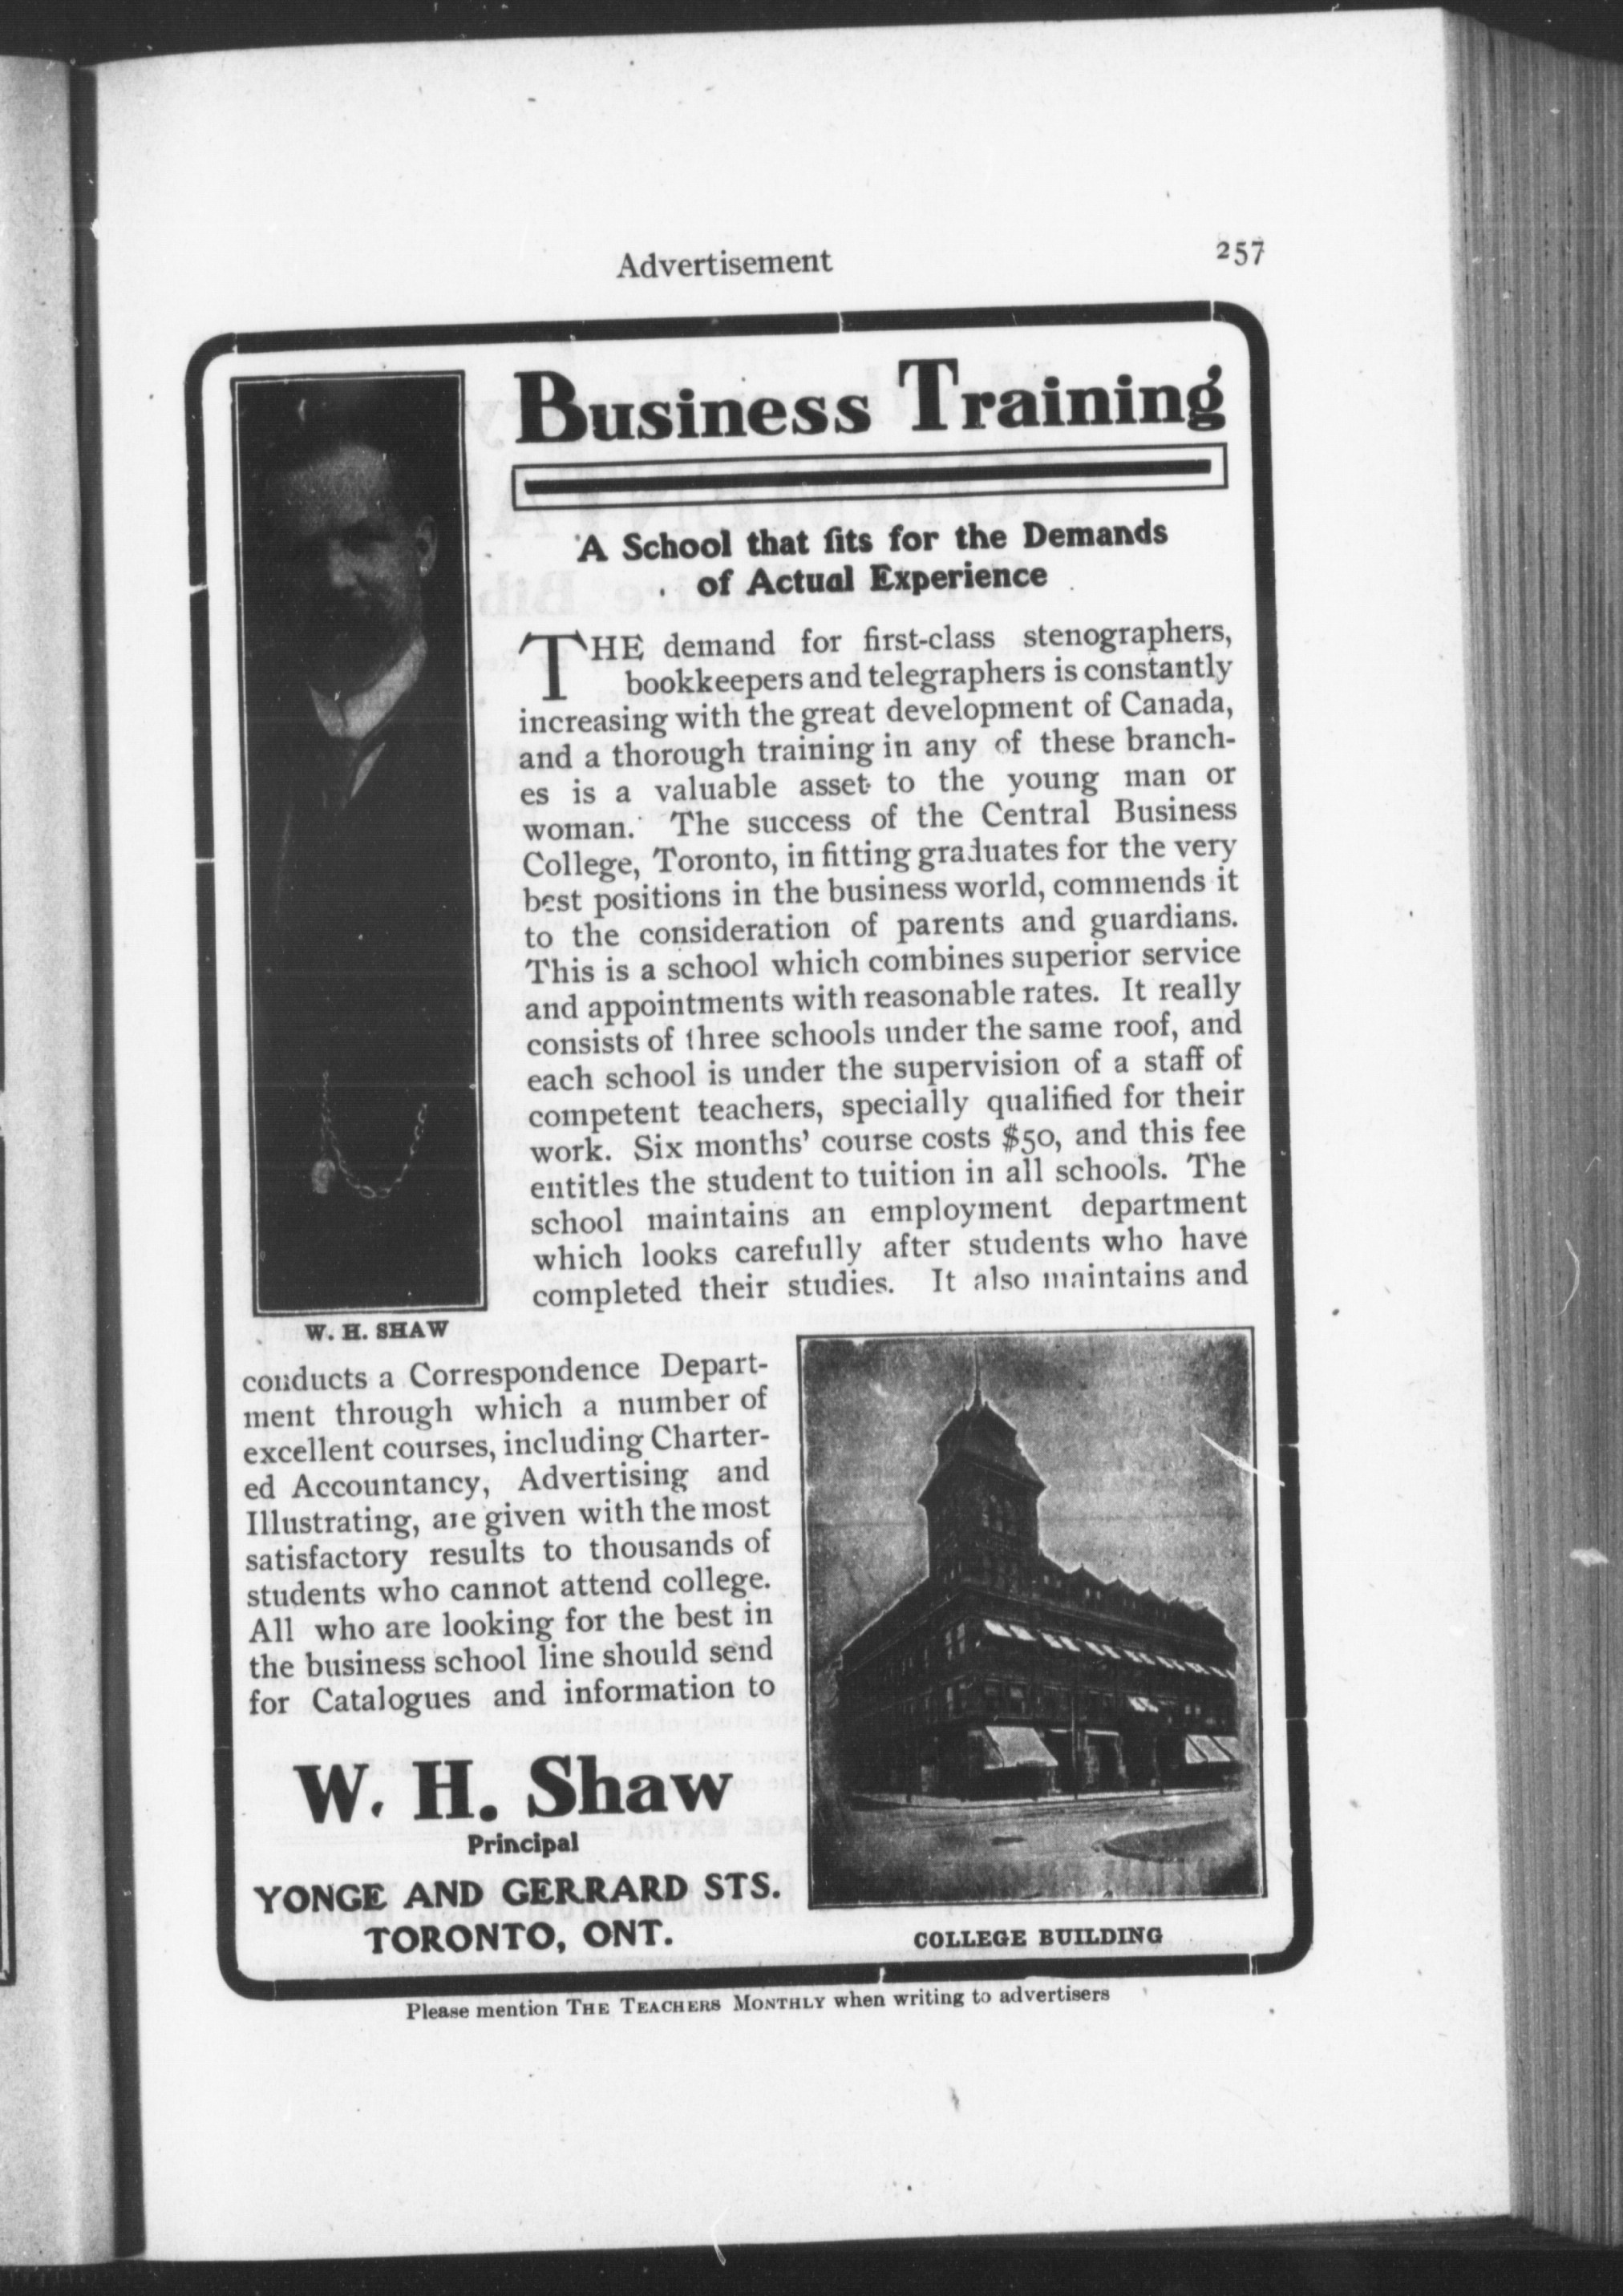 Advertisement
257
Business Training
A School that fits for the Demands
of Actual Experience
THE demand for first-class stenographers,
bookkeepers and telegraphers is constantly
increasing with the great development of Canada,
and a thorough training in any of these branch-
es is a valuable asset to the young man or
woman. The success of the Central Business
College, Toronto, in fitting graduates for the very
best positions in the business world, commends it
to the consideration of parents and guardians.
This is a school which combines superior service
and appointments with reasonable rates. It really
consists of three schools under the same roof, and
each school is under the supervision of a staff of
competent teachers, specially qualified for their
work. Six months' course costs $50, and this fee
entitles the student to tuition in all schools. The
school maintains an employment department
which looks carefully after students who have
completed their studies. It also maintains and
W. H. SHAW
conducts a Correspondence Depart-
ment through which a number of
excellent courses, including Charter-
ed Accountancy, Advertising and
Illustrating, are given with the most
satisfactory results to thousands of
students who cannot attend college.
All who are looking for the best in
the business school line should send
for Catalogues and information to
W. H. Shaw
Principal
YONGE AND GERRARD STS.
TORONTO, ONT.
COLLEGE BUILDING
Please mention THE TEACHERS MONTHLY when writing to advertisers